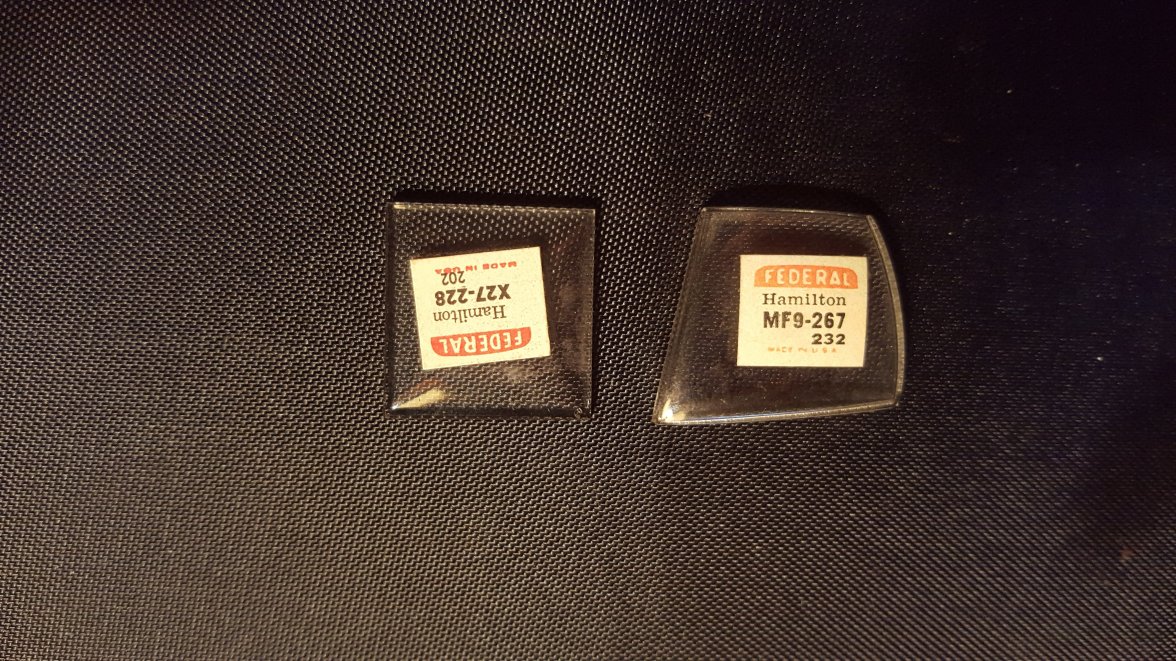 FEDERAL
Hamilton
X27-228
202
MADE IN USA
FEDERAL
Hamilton
MF9-267
232
MADE IN U S A